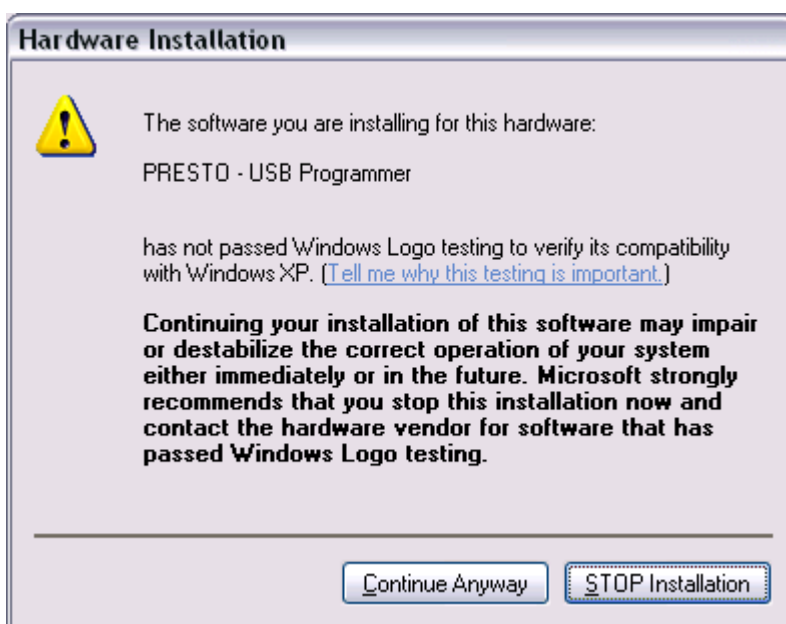 Hardware Installation
The software you are installing for this hardware:
PRESTO - USB Programmer
has not passed Windows Logo testing to verify its compatibility
with Windows XP. (Tell me why this testing is important.)
Continuing your installation of this software may impair
or destabilize the correct operation of your system
either immediately or in the future. Microsoft strongly
recommends that you stop this installation now and
contact the hardware vendor for software that has
passed Windows Logo testing.
Continue Anyway
STOP Installation